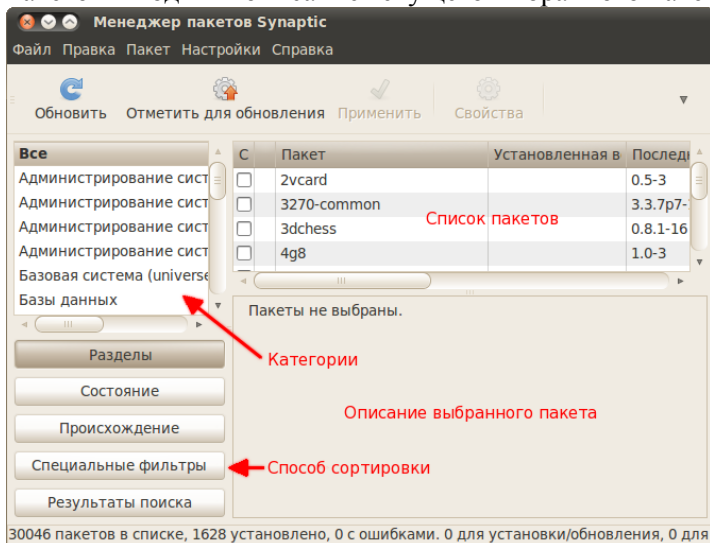 Менеджер пакетов Synaptic
Файл Правка Пакет Настройки Справка
Обновить Отметить для обновления Применить Свойства
Все
Администрирование сист
Администрирование сист
Администрирование сист
Администрирование сист
Базовая система (universe
Базы данных
С Пакет Установленная в Последн
2vcard 0.5-3
3270-common 3.3.7p7-
3dchess 0.8.1-16
4g8 1.0-3
Список пакетов
Пакеты не выбраны.
Разделы
Категории
Состояние
Описание выбранного пакета
Происхождение
Специальные фильтры
Способ сортировки
Результаты поиска
30046 пакетов в списке, 1628 установлено, 0 с ошибками. 0 для установки/обновления, 0 для